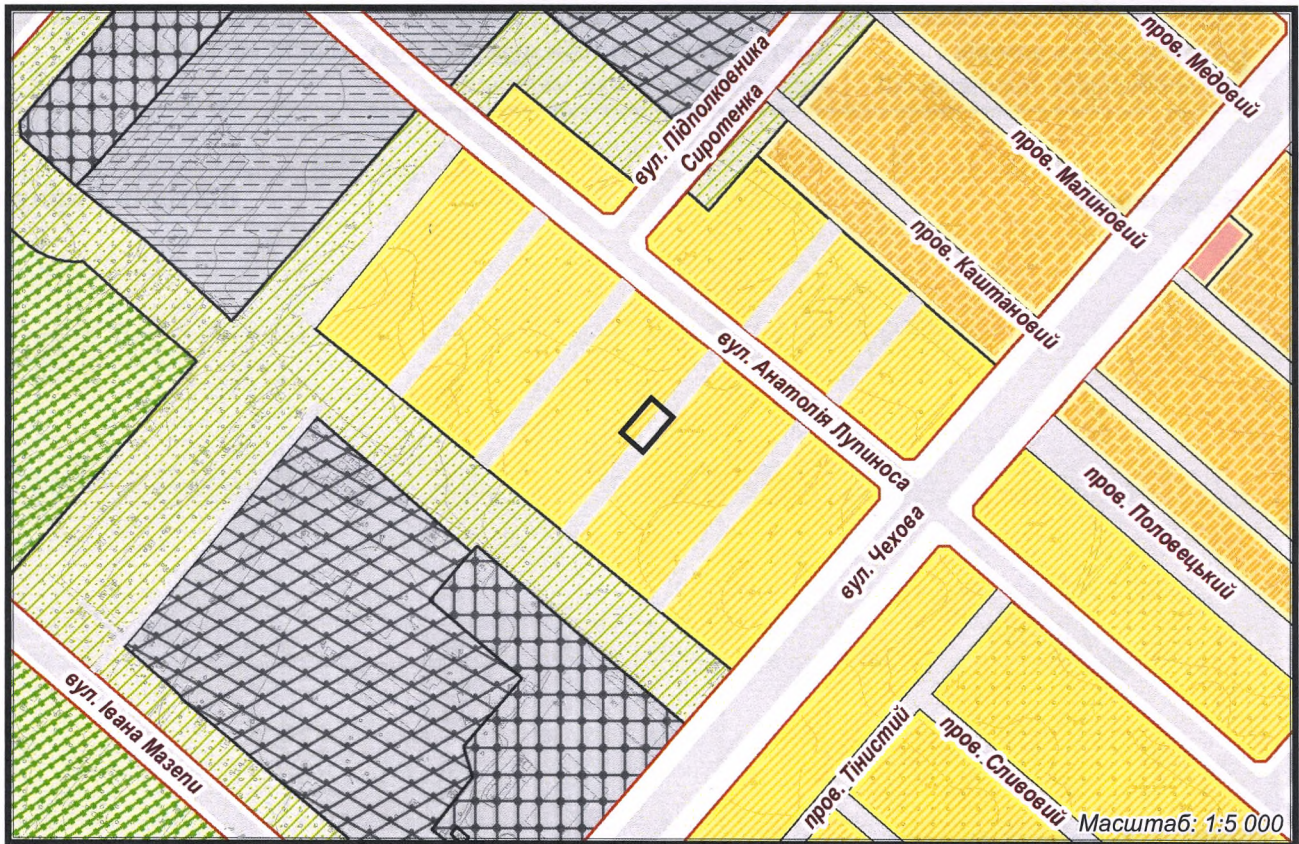 пров. Медовий
вул. Підполковника
Сиротенка
пров. Малиновий
пров. Каштановий
вул. Анатолія Лупиноса
пров. Половецький
вул. Чехова
вул. Івана Мазепи
пров. Тінистий
пров. Сливовий
Масштаб: 1:5 000